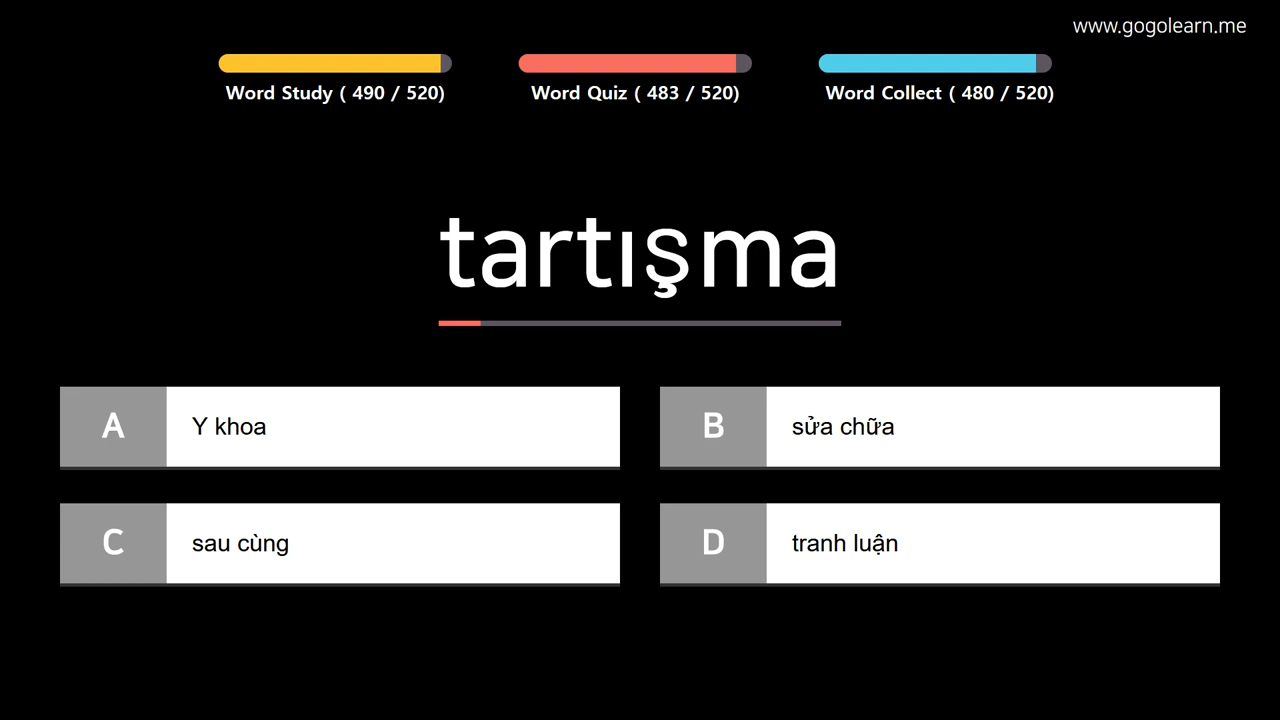 www.gogolearn.me
Word Study ( 490 / 520)
Word Quiz ( 483 / 520)
Word Collect ( 480 / 520)
tartışma
A Y khoa
B sửa chữa
C sau cùng
D tranh luận